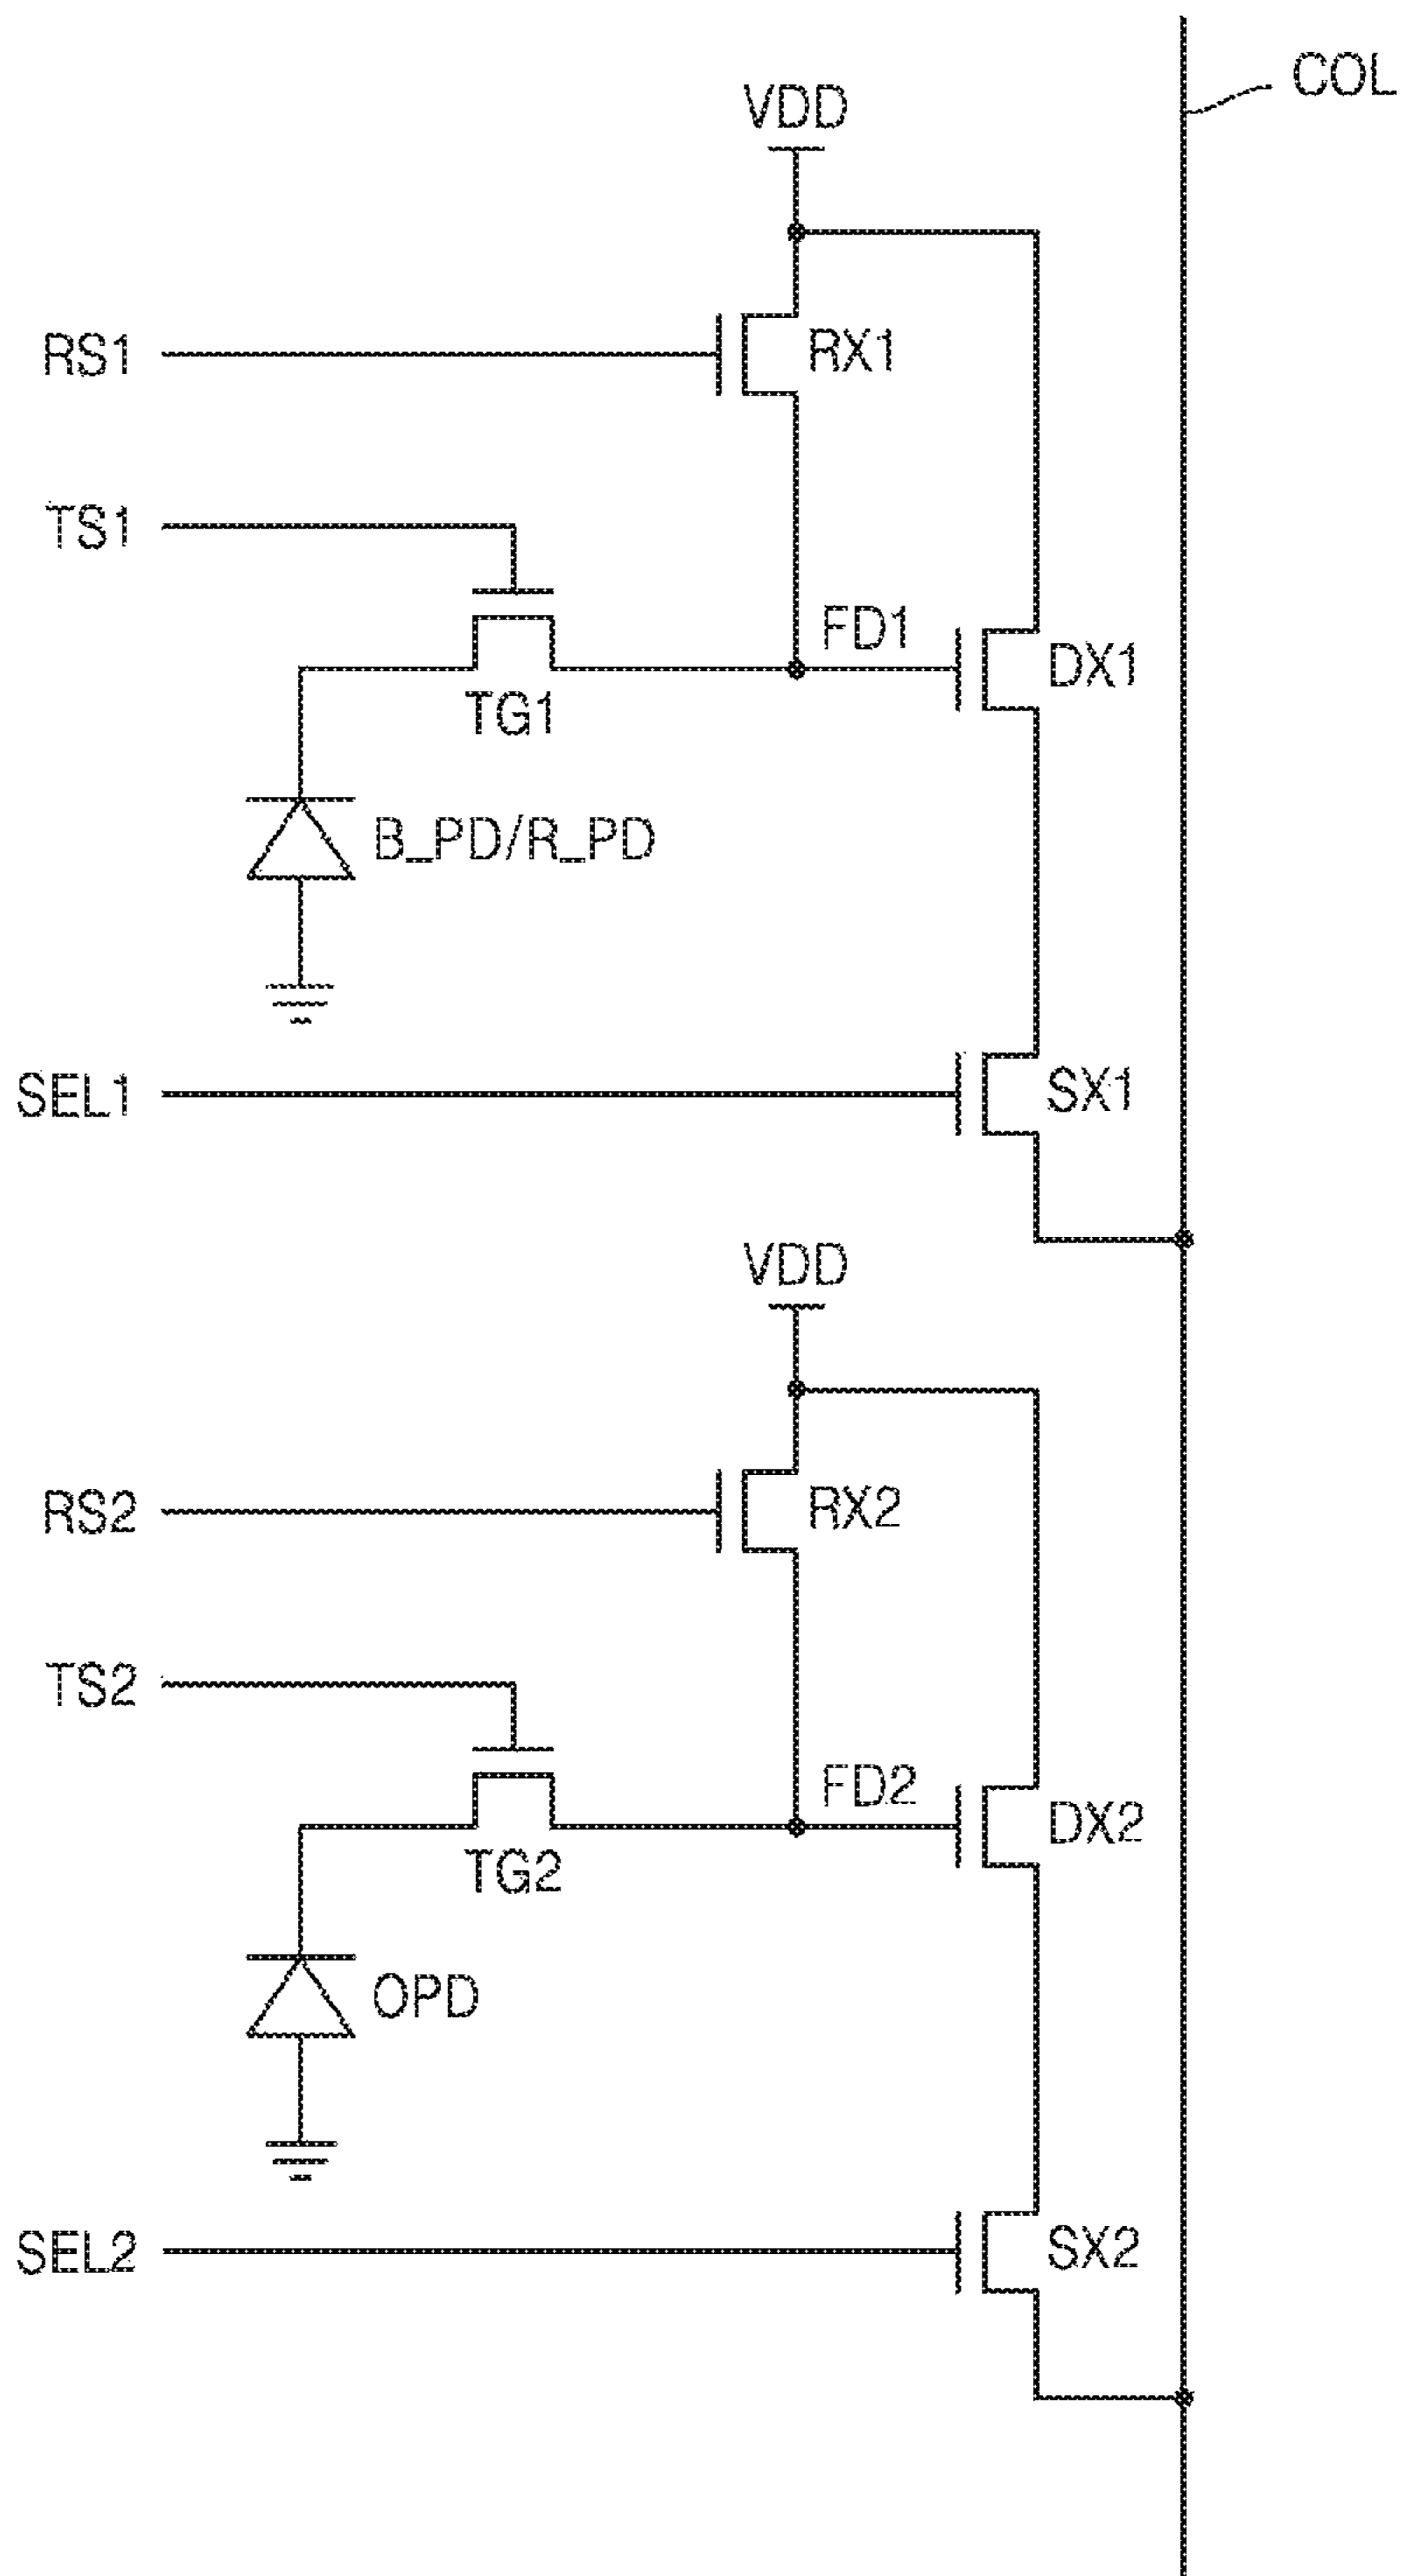 COL
VDD
RS1
RX1
TS1
FD1
DX1
TG1
B_PD/R_PD
SEL1
SX1
VDD
RS2
RX2
TS2
FD2
DX2
TG2
OPD
SEL2
SX2